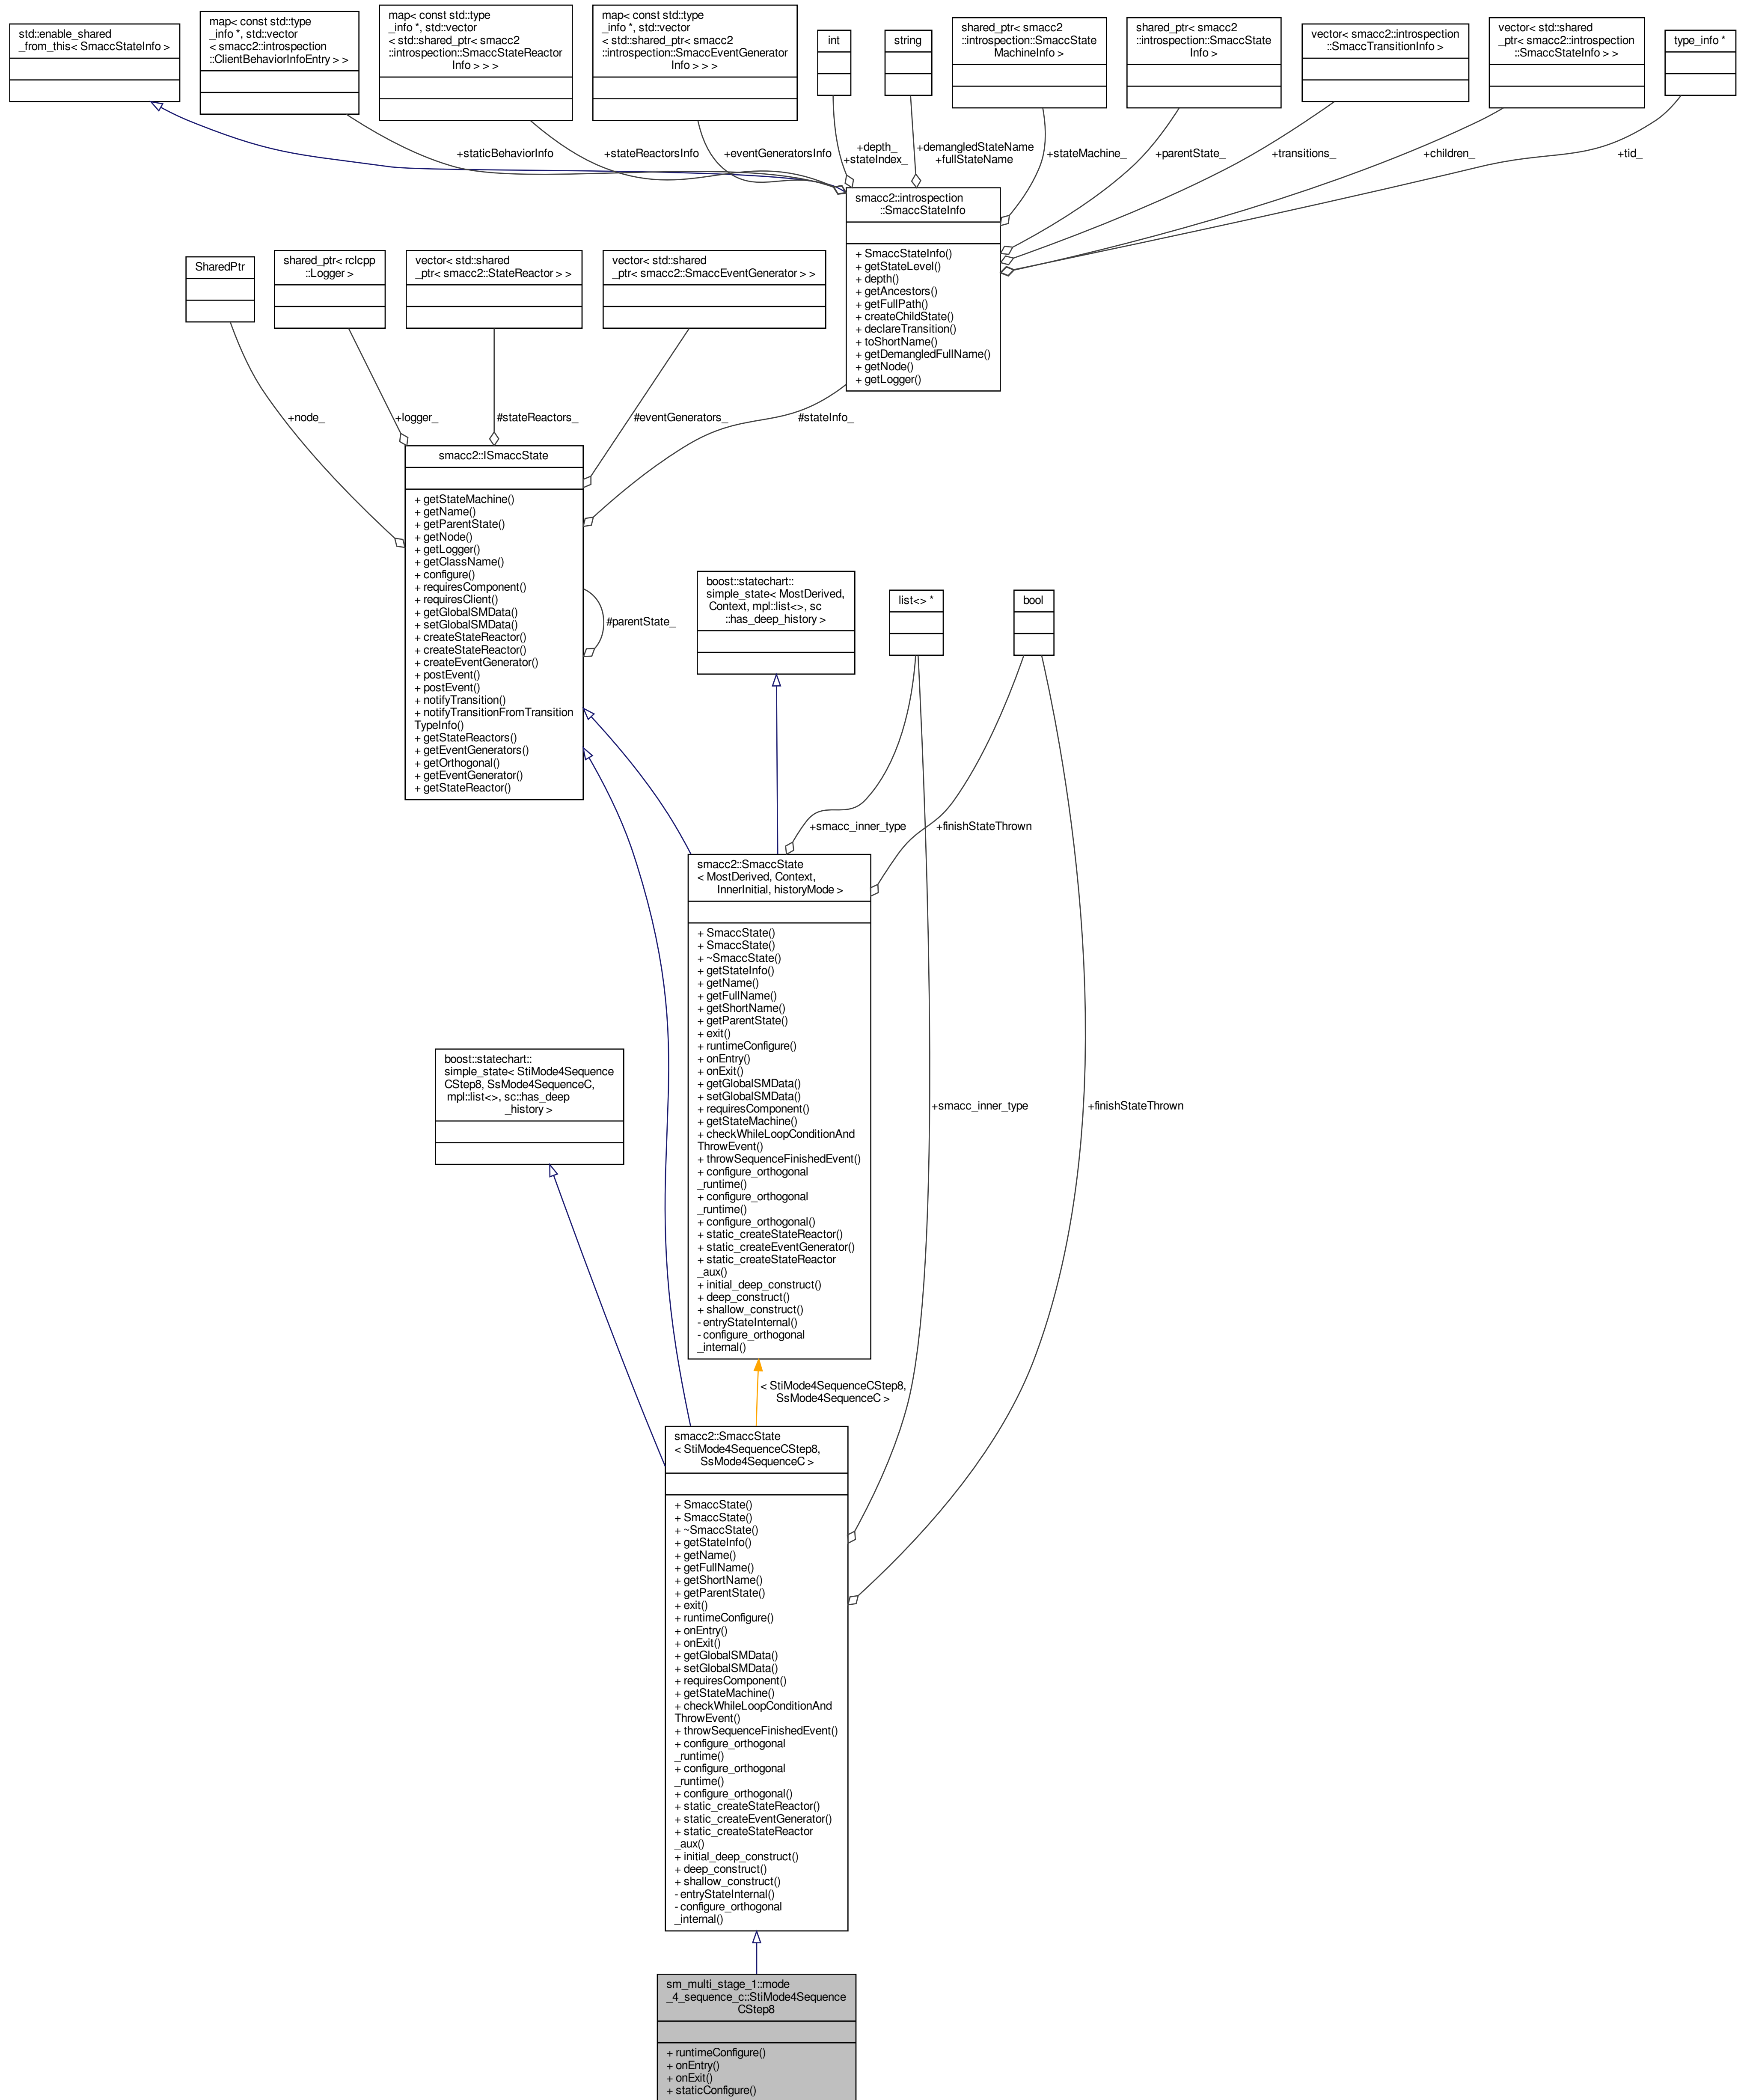 std::enable_shared
_from_this< SmaccStateInfo >
map< const std::type
_info *, std::vector
< smacc2::introspection
::ClientBehaviorInfoEntry > >
map< const std::type
_info *, std::vector
< std::shared_ptr< smacc2
::introspection::SmaccStateReactor
Info > > >
map< const std::type
_info *, std::vector
< std::shared_ptr< smacc2
::introspection::SmaccEventGenerator
Info > > >
int
string
shared_ptr< smacc2
::introspection::SmaccState
MachineInfo >
shared_ptr< smacc2
::introspection::SmaccState
Info >
vector< smacc2::introspection
::SmaccTransitionInfo >
vector< std::shared
_ptr< smacc2::introspection
::SmaccStateInfo > >
type_info *
+staticBehaviorInfo
+stateReactorsInfo
+eventGeneratorsInfo
+depth_
+stateIndex_
+demangledStateName
+fullStateName
+stateMachine_
+parentState_
+transitions_
+children_
+tid_
smacc2::introspection
::SmaccStateInfo
+ SmaccStateInfo()
+ getStateLevel()
+ depth()
+ getAncestors()
+ getFullPath()
+ createChildState()
+ declareTransition()
+ toShortName()
+ getDemangledFullName()
+ getNode()
+ getLogger()
SharedPtr
shared_ptr< rclcpp
::Logger >
vector< std::shared
_ptr< smacc2::StateReactor > >
vector< std::shared
_ptr< smacc2::SmaccEventGenerator > >
+node_
+logger_
#stateReactors_
#eventGenerators_
#stateInfo_
smacc2::ISmaccState
+ getStateMachine()
+ getName()
+ getParentState()
+ getNode()
+ getLogger()
+ getClassName()
+ configure()
+ requiresComponent()
+ requiresClient()
+ getGlobalSMData()
+ setGlobalSMData()
+ createStateReactor()
+ createStateReactor()
+ createEventGenerator()
+ postEvent()
+ postEvent()
+ notifyTransition()
+ notifyTransitionFromTransition
TypeInfo()
+ getStateReactors()
+ getEventGenerators()
+ getOrthogonal()
+ getEventGenerator()
+ getStateReactor()
#parentState_
boost::statechart::
simple_state< MostDerived,
Context, mpl::list<>, sc
::has_deep_history >
list<> *
bool
+smacc_inner_type
+finishStateThrown
smacc2::SmaccState
< MostDerived, Context,
InnerInitial, historyMode >
+ SmaccState()
+ SmaccState()
+ ~SmaccState()
+ getStateInfo()
+ getName()
+ getFullName()
+ getShortName()
+ getParentState()
+ exit()
+ runtimeConfigure()
+ onEntry()
+ onExit()
+ getGlobalSMData()
+ setGlobalSMData()
+ requiresComponent()
+ getStateMachine()
+ checkWhileLoopConditionAnd
ThrowEvent()
+ throwSequenceFinishedEvent()
+ configure_orthogonal
_runtime()
+ configure_orthogonal
_runtime()
+ configure_orthogonal()
+ static_createStateReactor()
+ static_createEventGenerator()
+ static_createStateReactor
_aux()
+ initial_deep_construct()
+ deep_construct()
+ shallow_construct()
- entryStateInternal()
- configure_orthogonal
_internal()
boost::statechart::
simple_state< StiMode4Sequence
CStep8, SsMode4SequenceC,
mpl::list<>, sc::has_deep
_history >
+smacc_inner_type
+finishStateThrown
< StiMode4SequenceCStep8,
SsMode4SequenceC >
smacc2::SmaccState
< StiMode4SequenceCStep8,
SsMode4SequenceC >
+ SmaccState()
+ SmaccState()
+ ~SmaccState()
+ getStateInfo()
+ getName()
+ getFullName()
+ getShortName()
+ getParentState()
+ exit()
+ runtimeConfigure()
+ onEntry()
+ onExit()
+ getGlobalSMData()
+ setGlobalSMData()
+ requiresComponent()
+ getStateMachine()
+ checkWhileLoopConditionAnd
ThrowEvent()
+ throwSequenceFinishedEvent()
+ configure_orthogonal
_runtime()
+ configure_orthogonal
_runtime()
+ configure_orthogonal()
+ static_createStateReactor()
+ static_createEventGenerator()
+ static_createStateReactor
_aux()
+ initial_deep_construct()
+ deep_construct()
+ shallow_construct()
- entryStateInternal()
- configure_orthogonal
_internal()
sm_multi_stage_1::mode
_4_sequence_c::StiMode4Sequence
CStep8
+ runtimeConfigure()
+ onEntry()
+ onExit()
+ staticConfigure()